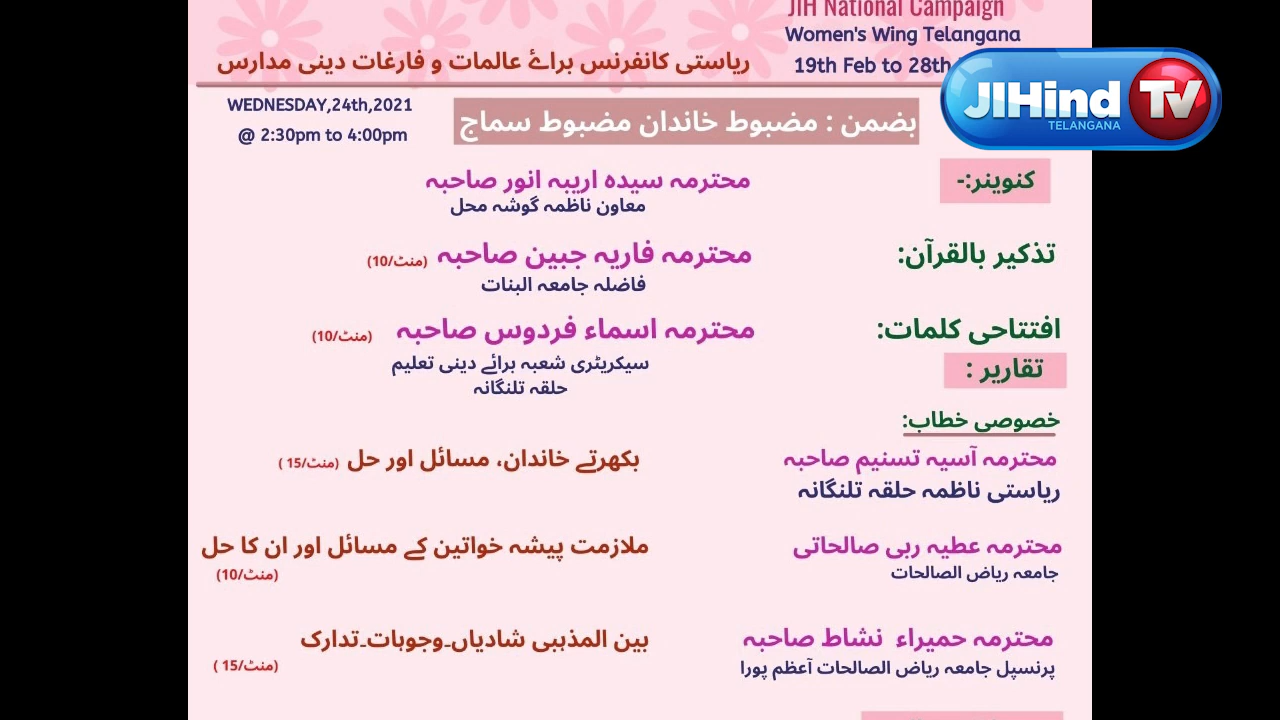 JIH National Campaign
Women's Wing Telangana
19th Feb to 28th
ریاستی کانفرنس برائے عالمات و فارغات دینی مدارس
JIHind TV
TELANGANA
WEDNESDAY,24th,2021
@ 2:30pm to 4:00pm
بضمن : مضبوط خاندان مضبوط سماج
کنوینر:-
محترمہ سیدہ اریبہ انور صاحبہ
معاون ناظمہ گوشہ محل
تذکیر بالقرآن:
محترمہ فاریہ جبین صاحبہ (10/منٹ)
فاضلہ جامعہ البنات
افتتاحی کلمات:
محترمہ اسماء فردوس صاحبہ (10/منٹ)
سیکریٹری شعبہ برائے دینی تعلیم
حلقہ تلنگانہ
تقاریر :
خصوصی خطاب:
محترمہ آسیہ تسنیم صاحبہ
بکھرتے خاندان، مسائل اور حل (منٹ/15 )
ریاستی ناظمہ حلقہ تلنگانہ
محترمہ عطیہ ربی صالحاتی
ملازمت پیشہ خواتین کے مسائل اور ان کا حل
جامعہ ریاض الصالحات
(10/منٹ)
محترمہ حمیراء نشاط صاحبہ
بین المذہبی شادیاں۔وجوہات۔تدارک
پرنسپل جامعہ ریاض الصالحات آعظم پورا
(منٹ/15 )